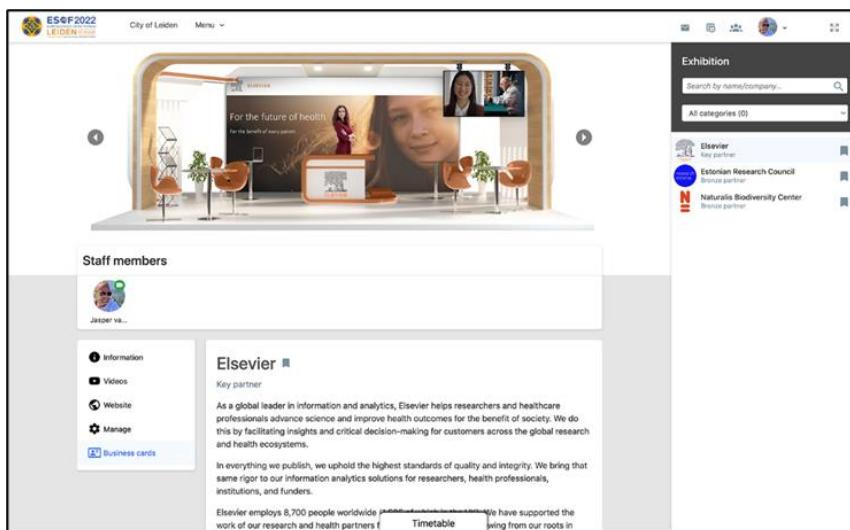 ESOF2022
LEIDEN
City of Leiden
Menu
ELSEVIER
For the future of health
For the benefit of every patient
Staff members
Jasper va...
Information
Videos
Website
Manage
Business cards
Elsevier
Key partner
As a global leader in information and analytics, Elsevier helps researchers and healthcare
professionals advance science and improve health outcomes for the benefit of society. We do
this by facilitating insights and critical decision-making for customers across the global research
and health ecosystems.
In everything we publish, we uphold the highest standards of quality and integrity. We bring that
same rigor to our information analytics solutions for researchers, health professionals,
institutions, and funders.
Elsevier employs 8,700 people worldwide We have supported the
work of our research and health partners wing from our roots in
Timetable
Exhibition
Search by name/company...
All categories (0)
Elsevier
Key partner
Estonian Research Council
Bronze partner
Naturalis Biodiversity Center
Bronze partner